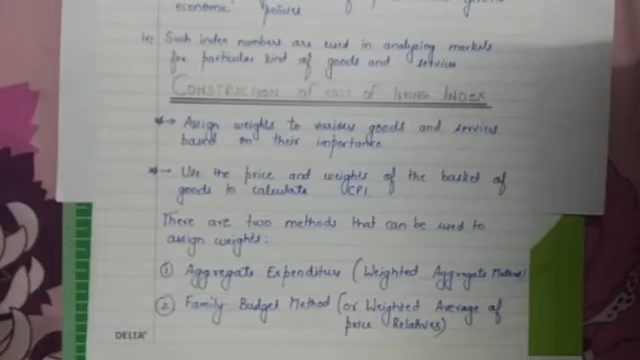 economic policies of
iv) Such index numbers are used in analyzing markets
for particular kind of goods and services
CONSTRUCTION of cost of living INDEX
* → Assign weights to various goods and services
based on their importance
* → Use the price and weights of the basket of
goods to calculate CPI
There are two methods that can be used to
assign weights:
① Aggregate Expenditure (Weighted Aggregate Method)
② Family Budget Method (or Weighted Average of
price Relatives)
DELTA